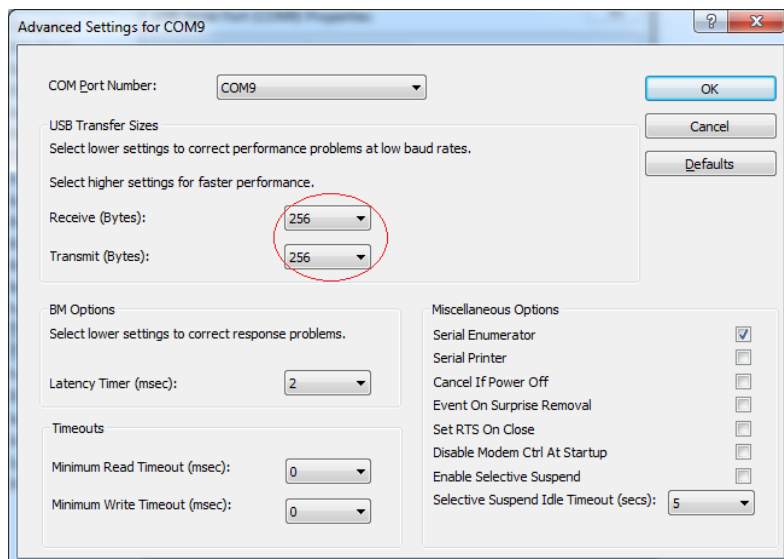 Advanced Settings for COM9
COM Port Number:
COM9
OK
USB Transfer Sizes
Cancel
Select lower settings to correct performance problems at low baud rates.
Defaults
Select higher settings for faster performance.
Receive (Bytes):
256
Transmit (Bytes):
256
BM Options
Select lower settings to correct response problems.
Latency Timer (msec):
2
Timeouts
Minimum Read Timeout (msec):
0
Minimum Write Timeout (msec):
0
Miscellaneous Options
Serial Enumerator
Serial Printer
Cancel If Power Off
Event On Surprise Removal
Set RTS On Close
Disable Modem Ctrl At Startup
Enable Selective Suspend
Selective Suspend Idle Timeout (secs):
5